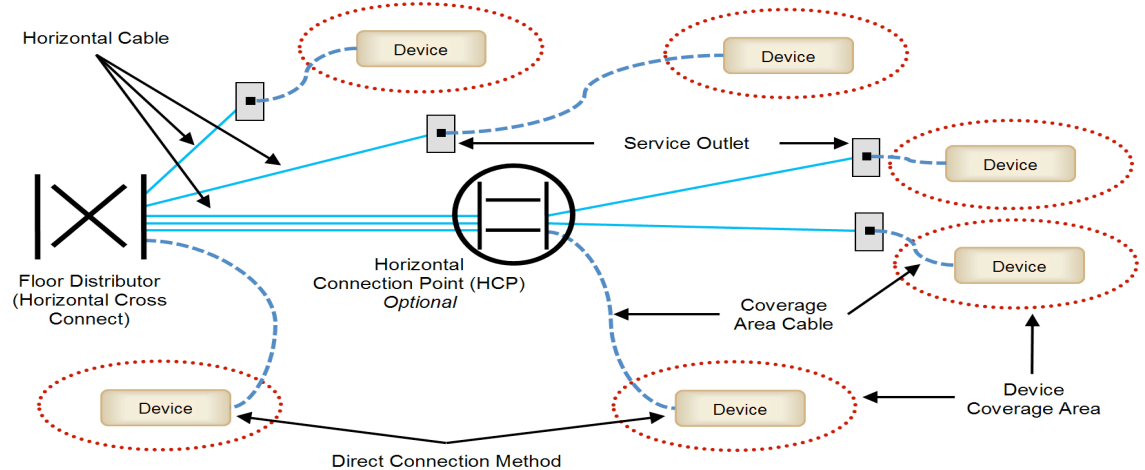 Horizontal Cable
Device
Device
Service Outlet
Device
Floor Distributor
(Horizontal Cross
Connect)
Horizontal
Connection Point (HCP)
Optional
Device
Coverage
Area Cable
Device
Device
Device
Coverage Area
Direct Connection Method